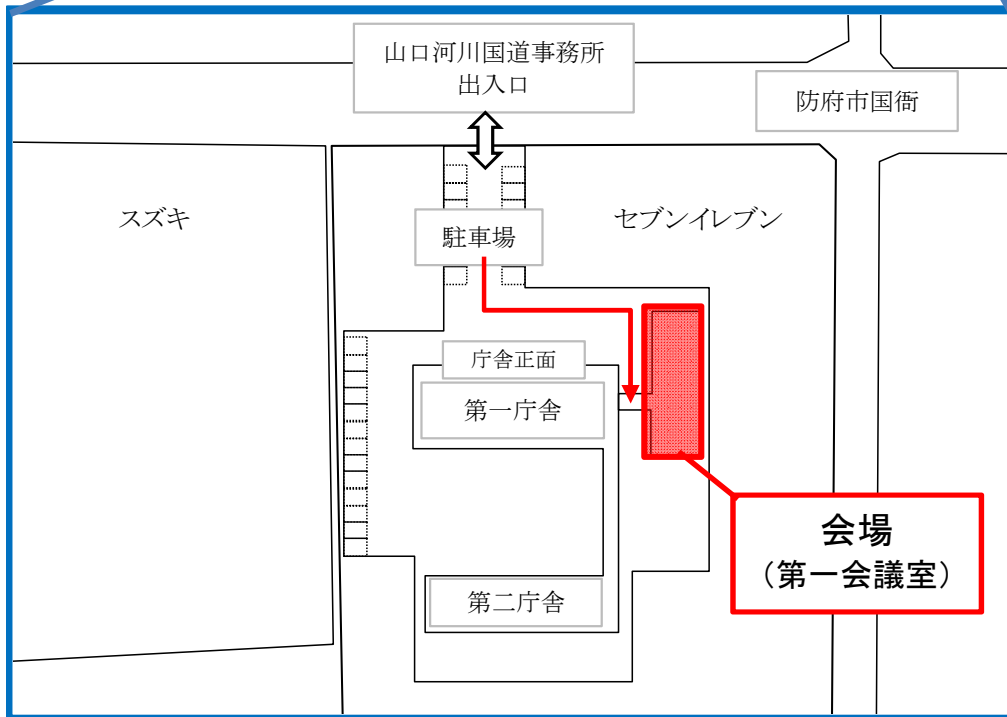 山口河川国道事務所
出入口
防府市国衙
スズキ
セブンイレブン
駐車場
庁舎正面
第一庁舎
会場
（第一会議室）
第二庁舎